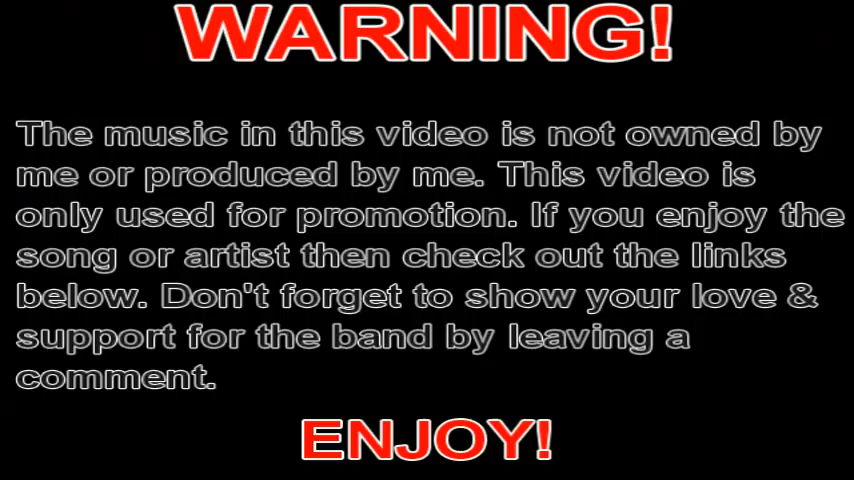 WARNING!
The music in this video is not owned by
me or produced by me. This video is
only used for promotion. If you enjoy the
song or artist then check out the links
below. Don't forget to show your love &
support for the band by leaving a
comment.
ENJOY!